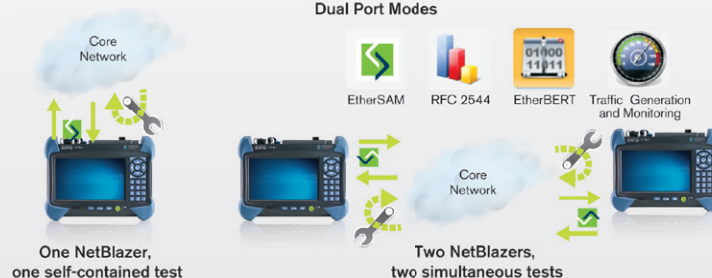 Dual Port Modes
Core
Network
EtherSAM
RFC 2544
EtherBERT
Traffic Generation
and Monitoring
01000
11011
Core
Network
One NetBlazer,
one self-contained test
Two NetBlazers,
two simultaneous tests